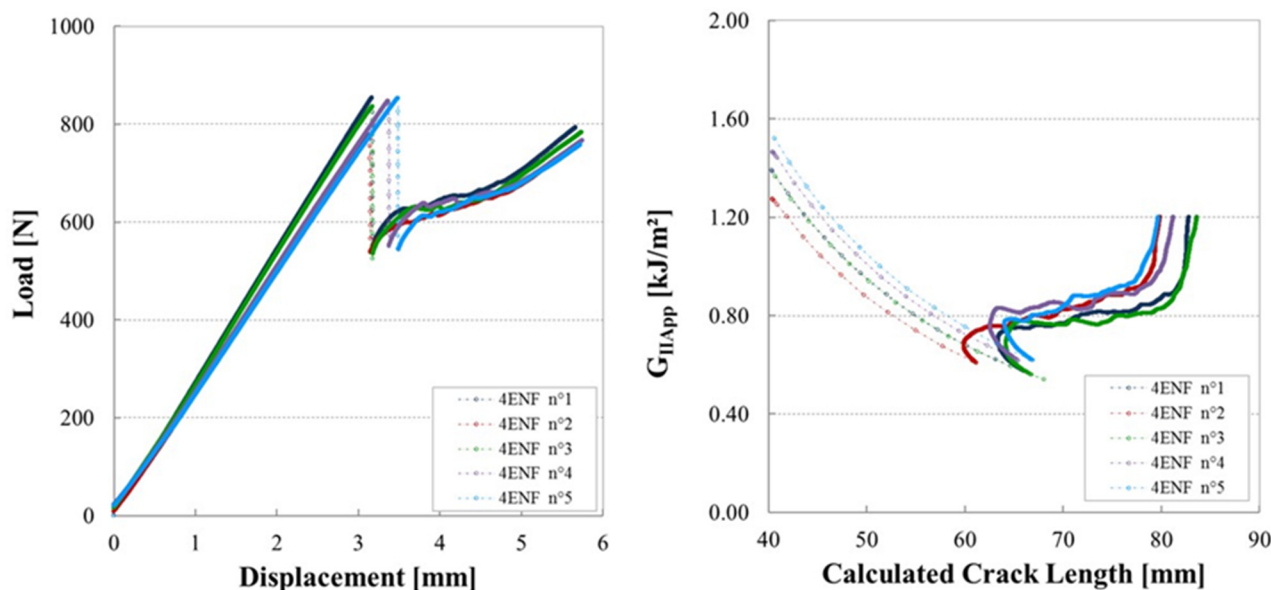 1000
800
600
400
200
0
Load [N]
0 1 2 3 4 5 6
Displacement [mm]
4ENF n°1
4ENF n°2
4ENF n°3
4ENF n°4
4ENF n°5
2.00
1.60
1.20
0.80
0.40
0.00
G_IIApp [kJ/m²]
40 50 60 70 80 90
Calculated Crack Length [mm]
4ENF n°1
4ENF n°2
4ENF n°3
4ENF n°4
4ENF n°5